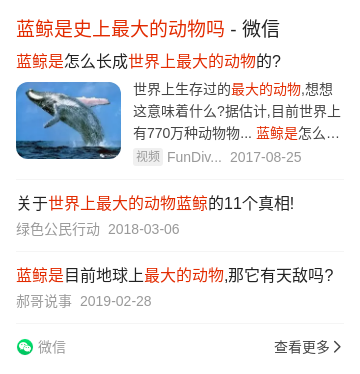 蓝鲸是史上最大的动物吗 - 微信
蓝鲸是怎么长成世界上最大的动物的?
世界上生存过的最大的动物,想想
这意味着什么?据估计,目前世界上
有770万种动物物... 蓝鲸是怎么...
视频 FunDiv... 2017-08-25
关于世界上最大的动物蓝鲸的11个真相!
绿色公民行动 2018-03-06
蓝鲸是目前地球上最大的动物,那它有天敌吗?
郝哥说事 2019-02-28
微信 查看更多